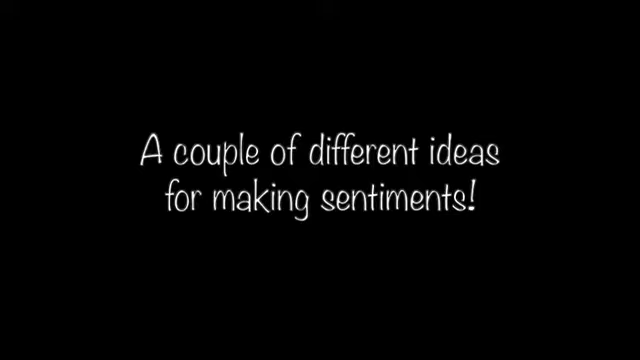 A couple of different ideas
for making sentiments!